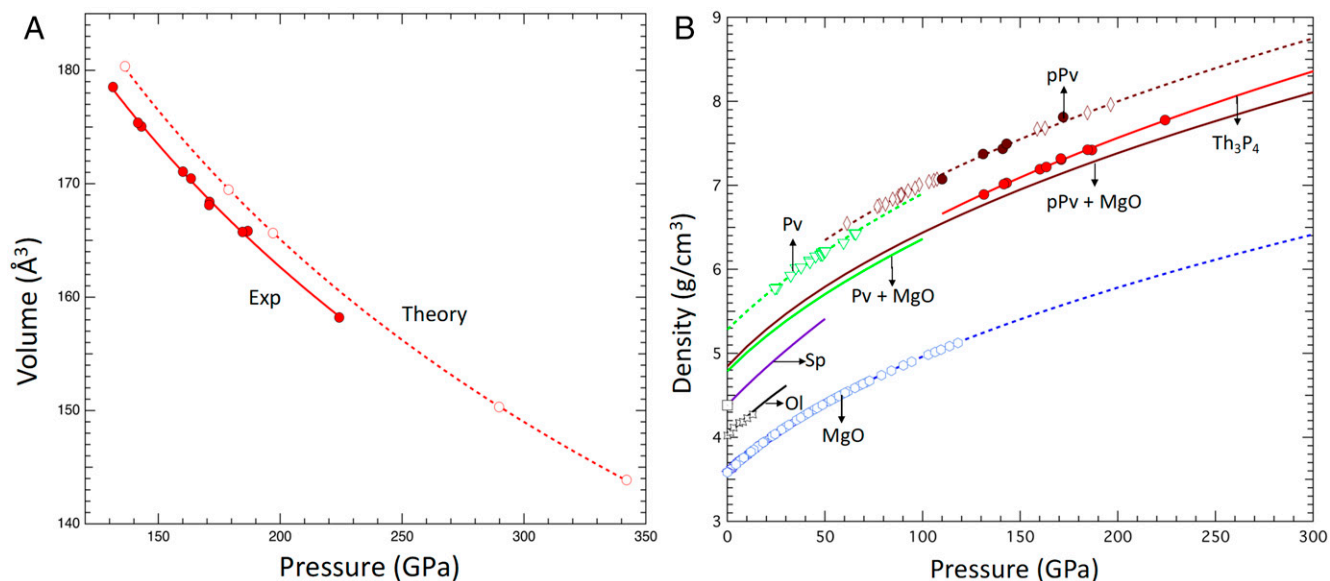 A
Volume (Å³)
180
170
160
150
140
150
200
250
300
350
Pressure (GPa)
Exp
Theory
B
Density (g/cm³)
9
8
7
6
5
4
3
0
50
100
150
200
250
300
Pressure (GPa)
pPv
Th₃P₄
pPv + MgO
Pv
Pv + MgO
Sp
Ol
MgO